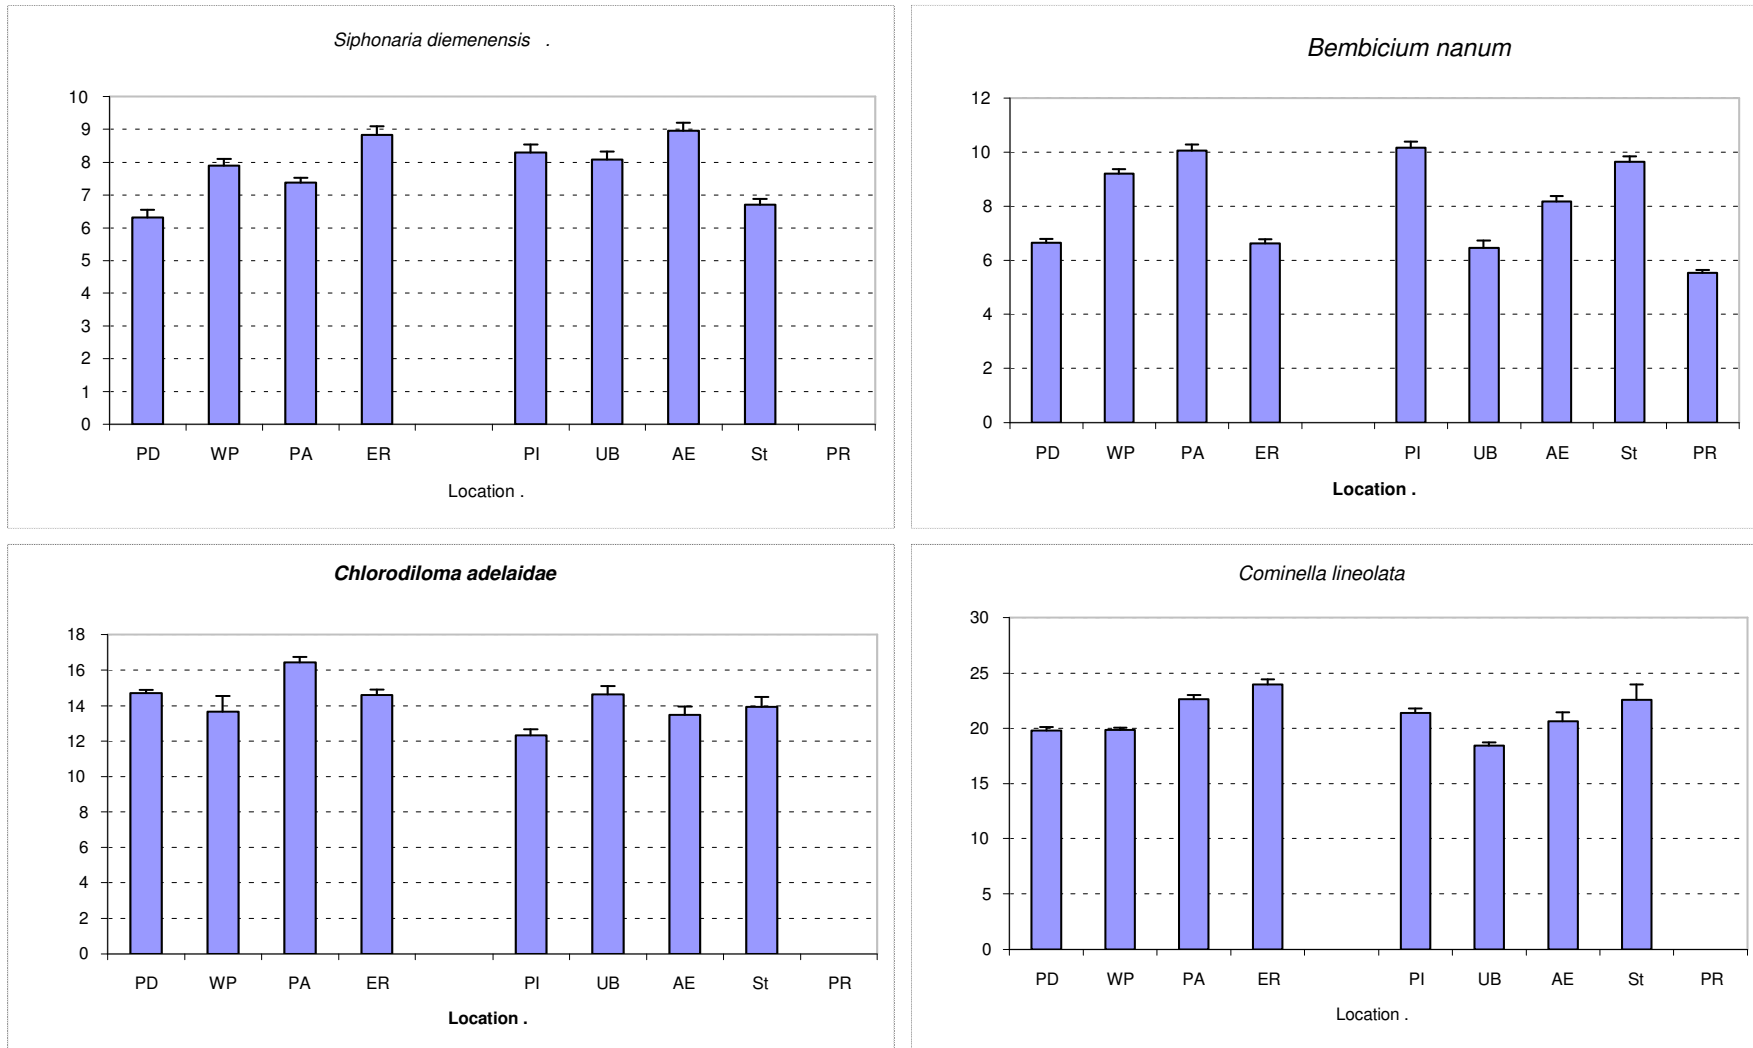 Siphonaria diemenensis .
10
9
8
7
6
5
4
3
2
1
0
PD WP PA ER PI UB AE St PR
Location .
Bembicium nanum
12
10
8
6
4
2
0
PD WP PA ER PI UB AE St PR
Location .
Chlorodiloma adelaidae
18
16
14
12
10
8
6
4
2
0
PD WP PA ER PI UB AE St PR
Location .
Cominella lineolata
30
25
20
15
10
5
0
PD WP PA ER PI UB AE St PR
Location .